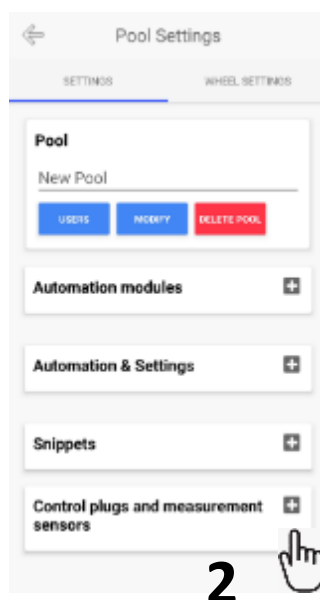 Pool Settings
SETTINGS WHEEL SETTINGS
Pool
New Pool
USERS MODIFY DELETE POOL
Automation modules
Automation & Settings
Snippets
Control plugs and measurement
sensors
2